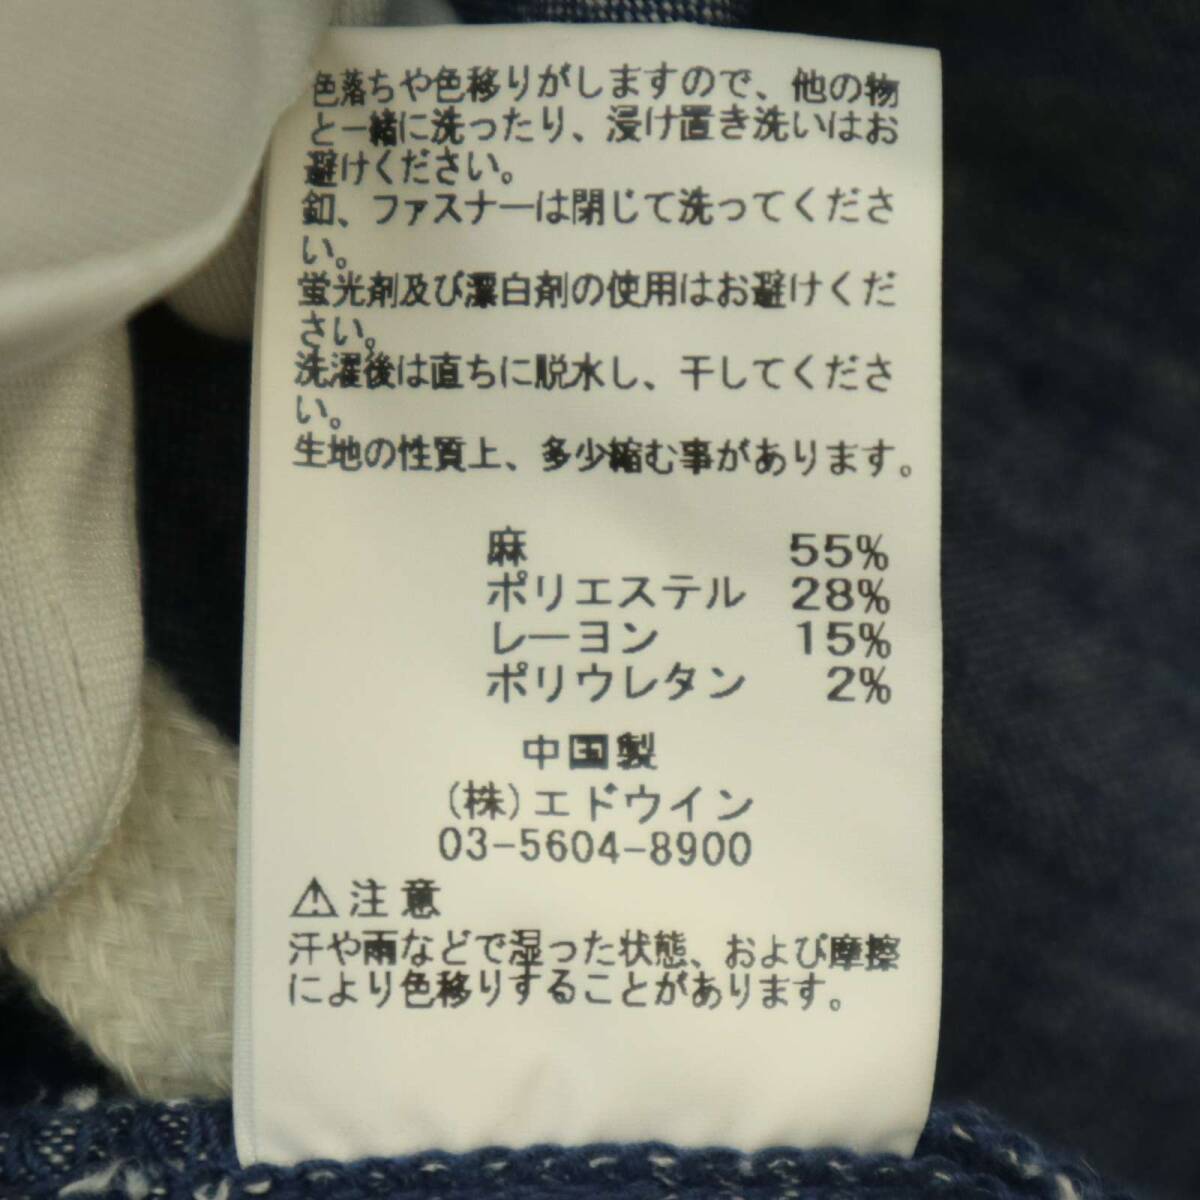 色落ちや色移りがしますので、他の物
と一緒に洗ったり、浸け置き洗いはお
避けください。
釦、ファスナーは閉じて洗ってくださ
い。
蛍光剤及び漂白剤の使用はお避けくだ
さい。
洗濯後は直ちに脱水し、干してくださ
い。
生地の性質上、多少縮む事があります。
麻 55%
ポリエステル 28%
レーヨン 15%
ポリウレタン 2%
中国製
(株)エドウイン
03-5604-8900
⚠注意
汗や雨などで湿った状態、および摩擦
により色移りすることがあります。